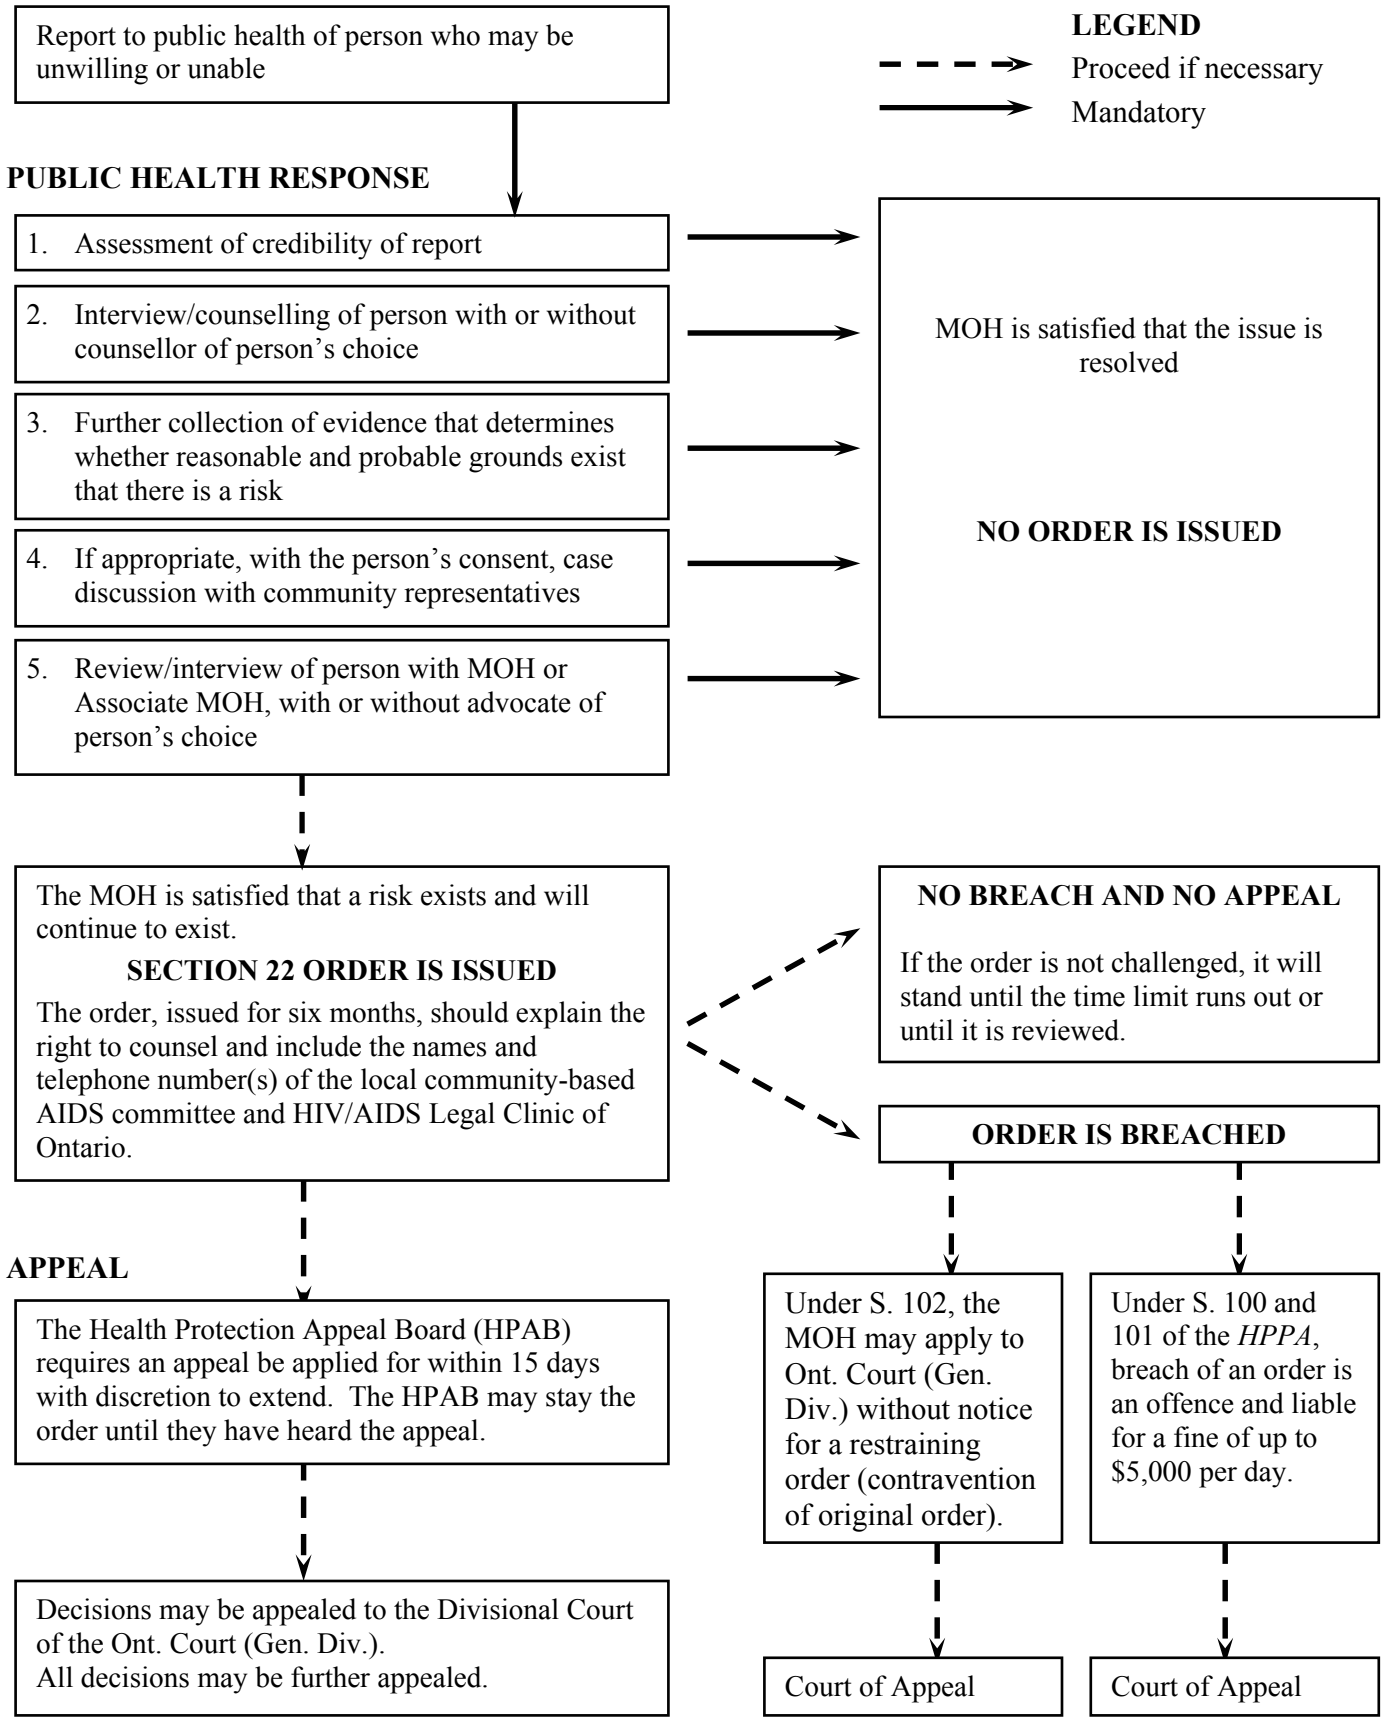 Report to public health of person who may be
unwilling or unable
LEGEND
Proceed if necessary
Mandatory
PUBLIC HEALTH RESPONSE
1. Assessment of credibility of report
2. Interview/counselling of person with or without
counsellor of person's choice
3. Further collection of evidence that determines
whether reasonable and probable grounds exist
that there is a risk
4. If appropriate, with the person's consent, case
discussion with community representatives
5. Review/interview of person with MOH or
Associate MOH, with or without advocate of
person's choice
MOH is satisfied that the issue is
resolved
NO ORDER IS ISSUED
The MOH is satisfied that a risk exists and will
continue to exist.
SECTION 22 ORDER IS ISSUED
The order, issued for six months, should explain the
right to counsel and include the names and
telephone number(s) of the local community-based
AIDS committee and HIV/AIDS Legal Clinic of
Ontario.
NO BREACH AND NO APPEAL
If the order is not challenged, it will
stand until the time limit runs out or
until it is reviewed.
ORDER IS BREACHED
APPEAL
The Health Protection Appeal Board (HPAB)
requires an appeal be applied for within 15 days
with discretion to extend. The HPAB may stay the
order until they have heard the appeal.
Decisions may be appealed to the Divisional Court
of the Ont. Court (Gen. Div.).
All decisions may be further appealed.
Under S. 102, the
MOH may apply to
Ont. Court (Gen.
Div.) without notice
for a restraining
order (contravention
of original order).
Court of Appeal
Under S. 100 and
101 of the HPPA,
breach of an order is
an offence and liable
for a fine of up to
$5,000 per day.
Court of Appeal